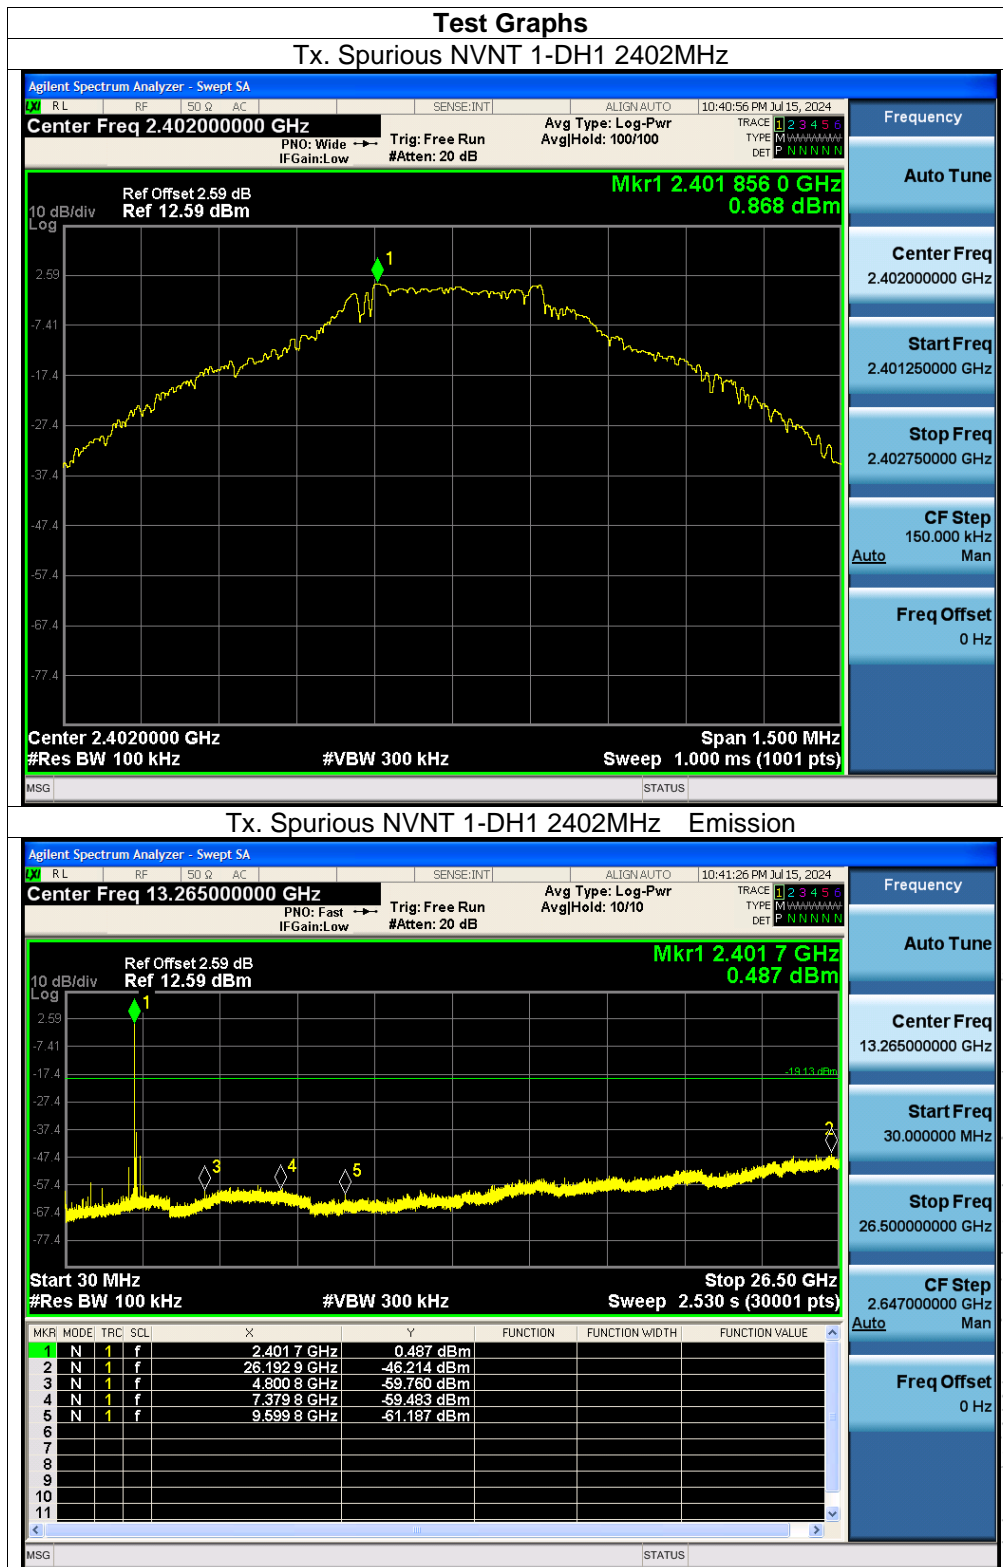 Test Graphs
Tx. Spurious NVNT 1-DH1 2402MHz
Agilent Spectrum Analyzer - Swept SA
LXI RL RF 50 Ω AC SENSE:INT ALIGN AUTO 10:40:56 PM Jul 15, 2024
Center Freq 2.402000000 GHz
PNO: Wide
IFGain:Low
Trig: Free Run
#Atten: 20 dB
Avg Type: Log-Pwr
Avg|Hold: 100/100
TRACE 1 2 3 4 5 6
TYPE M
DET P N N N N N
Mkr1 2.401 856 0 GHz
0.868 dBm
Ref Offset 2.59 dB
10 dB/div Ref 12.59 dBm
Log
1
2.59
-7.41
-17.4
-27.4
-37.4
-47.4
-57.4
-67.4
-77.4
Center 2.4020000 GHz Span 1.500 MHz
#Res BW 100 kHz #VBW 300 kHz Sweep 1.000 ms (1001 pts)
MSG STATUS
Frequency
Auto Tune
Center Freq
2.402000000 GHz
Start Freq
2.401250000 GHz
Stop Freq
2.402750000 GHz
CF Step
150.000 kHz
Auto Man
Freq Offset
0 Hz
Tx. Spurious NVNT 1-DH1 2402MHz Emission
Agilent Spectrum Analyzer - Swept SA
LXI RL RF 50 Ω AC SENSE:INT ALIGN AUTO 10:41:26 PM Jul 15, 2024
Center Freq 13.265000000 GHz
PNO: Fast
IFGain:Low
Trig: Free Run
#Atten: 20 dB
Avg Type: Log-Pwr
Avg|Hold: 10/10
TRACE 1 2 3 4 5 6
TYPE M
DET P N N N N N
Mkr1 2.401 7 GHz
0.487 dBm
Ref Offset 2.59 dB
10 dB/div Ref 12.59 dBm
Log
1
2.59
-7.41
-17.4
-19.13 dBm
-27.4
-37.4
2
-47.4
3 4 5
-57.4
-67.4
-77.4
Start 30 MHz Stop 26.50 GHz
#Res BW 100 kHz #VBW 300 kHz Sweep 2.530 s (30001 pts)
MKR MODE TRC SCL X Y FUNCTION FUNCTION WIDTH FUNCTION VALUE
1 N 1 f 2.401 7 GHz 0.487 dBm
2 N 1 f 26.192 9 GHz -46.214 dBm
3 N 1 f 4.800 8 GHz -59.760 dBm
4 N 1 f 7.379 8 GHz -59.483 dBm
5 N 1 f 9.599 8 GHz -61.187 dBm
6
7
8
9
10
11
MSG STATUS
Frequency
Auto Tune
Center Freq
13.265000000 GHz
Start Freq
30.000000 MHz
Stop Freq
26.500000000 GHz
CF Step
2.647000000 GHz
Auto Man
Freq Offset
0 Hz